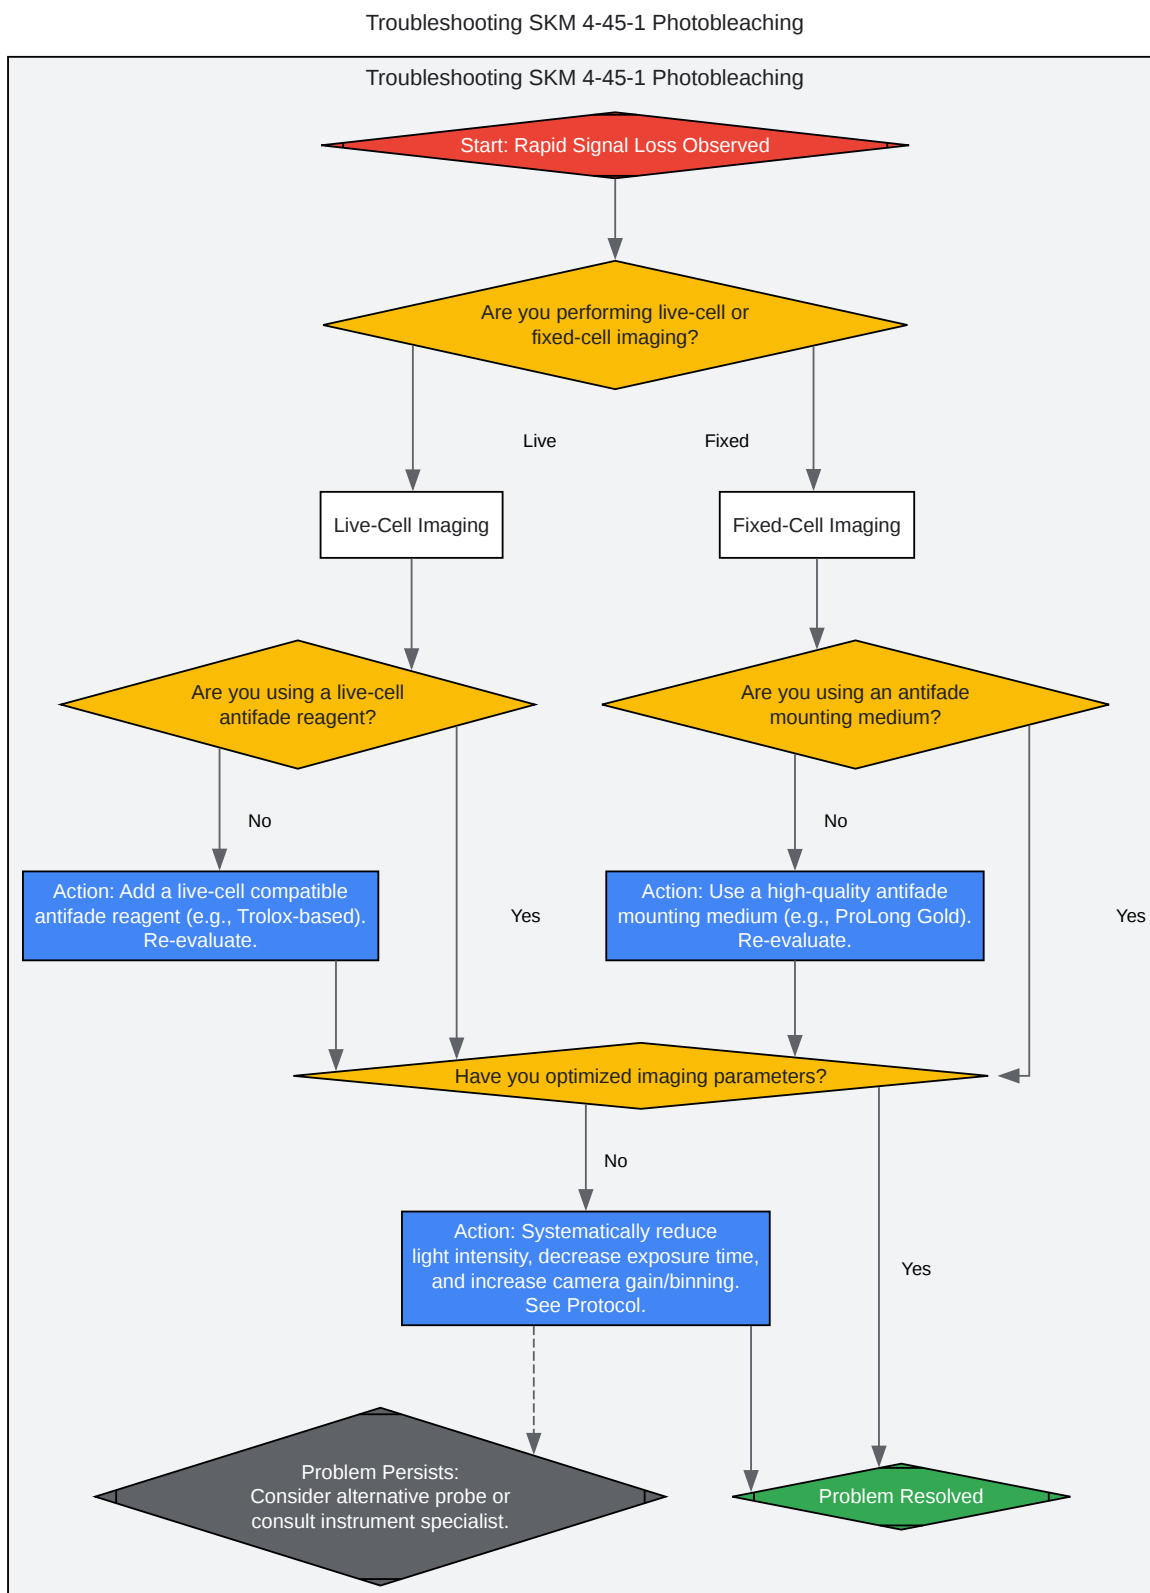 Troubleshooting SKM 4-45-1 Photobleaching
Troubleshooting SKM 4-45-1 Photobleaching
Start: Rapid Signal Loss Observed
Are you performing live-cell or
fixed-cell imaging?
Live
Fixed
Live-Cell Imaging
Fixed-Cell Imaging
Are you using a live-cell
antifade reagent?
Are you using an antifade
mounting medium?
No
No
Action: Add a live-cell compatible
antifade reagent (e.g., Trolox-based).
Re-evaluate.
Yes
Action: Use a high-quality antifade
mounting medium (e.g., ProLong Gold).
Re-evaluate.
Yes
Have you optimized imaging parameters?
No
Action: Systematically reduce
light intensity, decrease exposure time,
and increase camera gain/binning.
See Protocol.
Yes
Problem Persists:
Consider alternative probe or
consult instrument specialist.
Problem Resolved